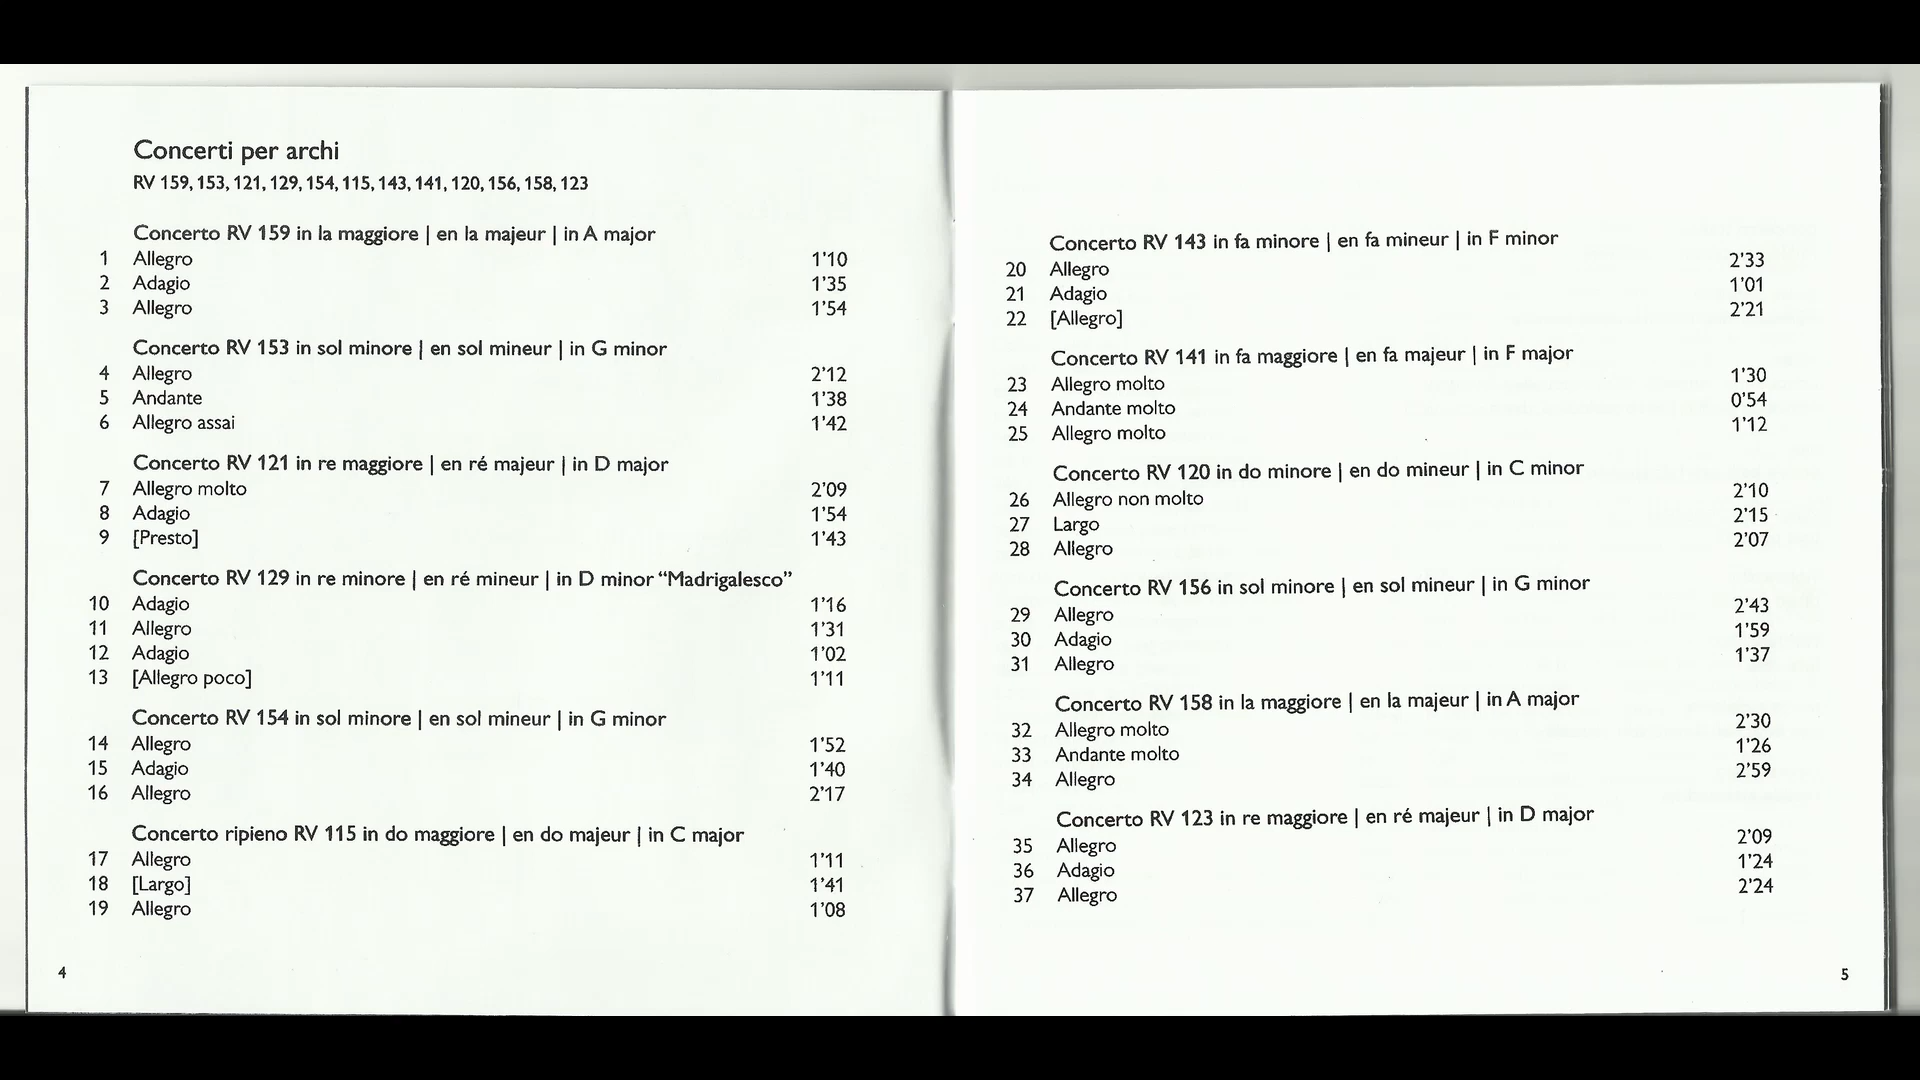 Concerti per archi
RV 159, 153, 121, 129, 154, 115, 143, 141, 120, 156, 158, 123
Concerto RV 159 in la maggiore | en la majeur | in A major
1 Allegro 1'10
2 Adagio 1'35
3 Allegro 1'54
Concerto RV 153 in sol minore | en sol mineur | in G minor
4 Allegro 2'12
5 Andante 1'38
6 Allegro assai 1'42
Concerto RV 121 in re maggiore | en ré majeur | in D major
7 Allegro molto 2'09
8 Adagio 1'54
9 [Presto] 1'43
Concerto RV 129 in re minore | en ré mineur | in D minor “Madrigalesco”
10 Adagio 1'16
11 Allegro 1'31
12 Adagio 1'02
13 [Allegro poco] 1'11
Concerto RV 154 in sol minore | en sol mineur | in G minor
14 Allegro 1'52
15 Adagio 1'40
16 Allegro 2'17
Concerto ripieno RV 115 in do maggiore | en do majeur | in C major
17 Allegro 1'11
18 [Largo] 1'41
19 Allegro 1'08
4
Concerto RV 143 in fa minore | en fa mineur | in F minor
20 Allegro 2'33
21 Adagio 1'01
22 [Allegro] 2'21
Concerto RV 141 in fa maggiore | en fa majeur | in F major
23 Allegro molto 1'30
24 Andante molto 0'54
25 Allegro molto 1'12
Concerto RV 120 in do minore | en do mineur | in C minor
26 Allegro non molto 2'10
27 Largo 2'15
28 Allegro 2'07
Concerto RV 156 in sol minore | en sol mineur | in G minor
29 Allegro 2'43
30 Adagio 1'59
31 Allegro 1'37
Concerto RV 158 in la maggiore | en la majeur | in A major
32 Allegro molto 2'30
33 Andante molto 1'26
34 Allegro 2'59
Concerto RV 123 in re maggiore | en ré majeur | in D major
35 Allegro 2'09
36 Adagio 1'24
37 Allegro 2'24
5